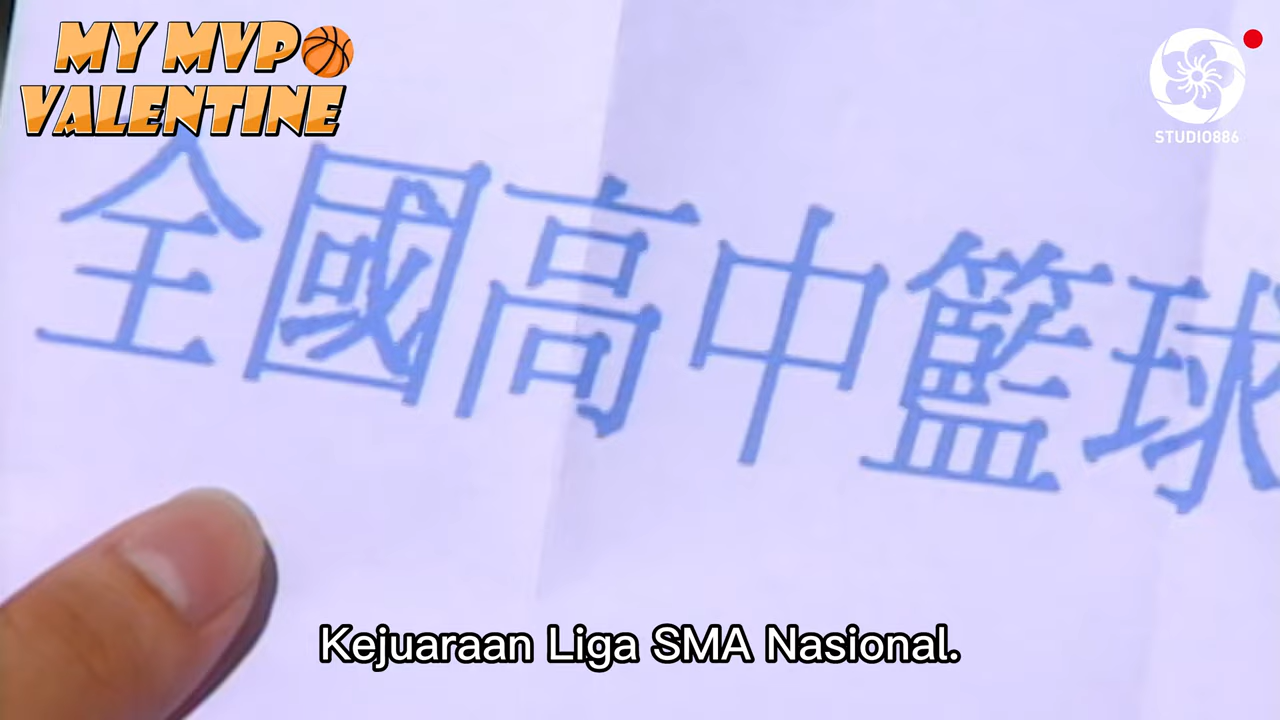 MY MVP
VALENTINE
STUDIO886
全國高中籃球
Kejuaraan Liga SMA Nasional.